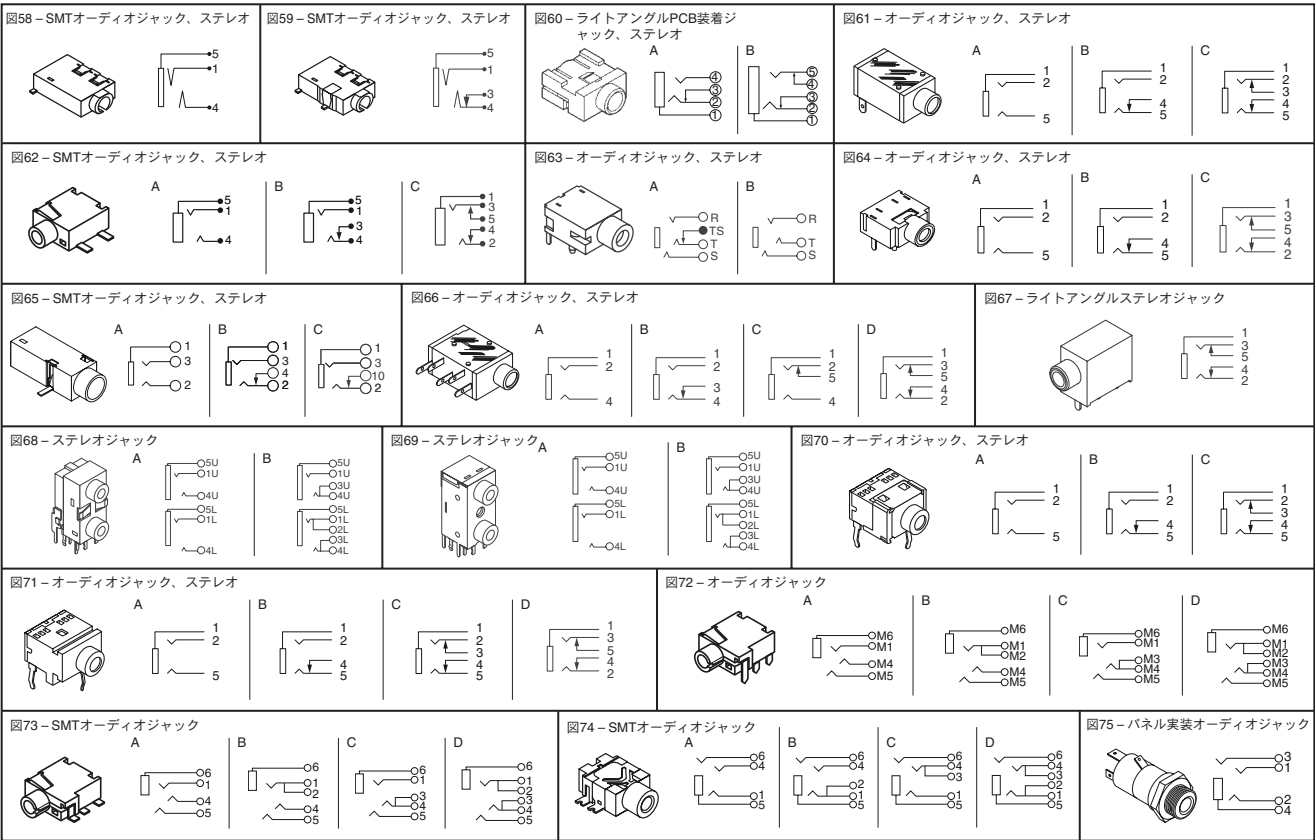 図58 – SMTオーディオジャック、ステレオ
5
1
4
図59 – SMTオーディオジャック、ステレオ
5
1
3
4
図60 – ライトアングルPCB装着ジ
ャック、ステレオ
A
④
③
②
①
B
⑤
④
③
②
①
図61 – オーディオジャック、ステレオ
A
1
2
5
B
1
2
4
5
C
1
2
3
4
5
図62 – SMTオーディオジャック、ステレオ
A
5
1
4
B
5
1
3
4
C
1
3
5
4
2
図63 – オーディオジャック、ステレオ
A
R
TS
T
S
B
R
T
S
図64 – オーディオジャック、ステレオ
A
1
2
5
B
1
2
4
5
C
1
3
5
4
2
図65 – SMTオーディオジャック、ステレオ
A
1
3
2
B
1
3
4
2
C
1
3
10
2
図66 – オーディオジャック、ステレオ
A
1
2
4
B
1
2
3
4
C
1
2
5
4
D
1
3
5
4
2
図67 – ライトアングルステレオジャック
1
3
5
4
2
図68 – ステレオジャック
A
5U
1U
4U
5L
1L
4L
B
5U
1U
3U
4U
5L
1L
2L
3L
4L
図69 – ステレオジャック
A
5U
1U
4U
5L
1L
4L
B
5U
1U
3U
4U
5L
1L
2L
3L
4L
図70 – オーディオジャック、ステレオ
A
1
2
5
B
1
2
4
5
C
1
2
3
4
5
図71 – オーディオジャック、ステレオ
A
1
2
5
B
1
2
4
5
C
1
2
3
4
5
D
1
3
5
4
2
図72 – オーディオジャック
A
M6
M1
M4
M5
B
M6
M1
M2
M4
M5
C
M6
M1
M3
M4
M5
D
M6
M1
M2
M3
M4
M5
図73 – SMTオーディオジャック
A
6
1
4
5
B
6
1
2
4
5
C
6
1
3
4
5
D
6
1
2
3
4
5
図74 – SMTオーディオジャック
A
6
4
1
5
B
6
4
2
1
5
C
6
4
3
1
5
D
6
4
3
2
1
5
図75 – パネル実装オーディオジャック
3
1
2
4